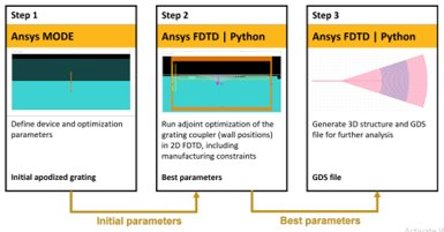 Step 1
Ansys MODE
Define device and optimization
parameters
Initial apodized grating
Step 2
Ansys FDTD | Python
Run adjoint optimization of the
grating coupler (wall positions)
in 2D FDTD, including
manufacturing constraints
Best parameters
Step 3
Ansys FDTD | Python
Generate 3D structure and GDS
file for further analysis
GDS file
Initial parameters
Best parameters